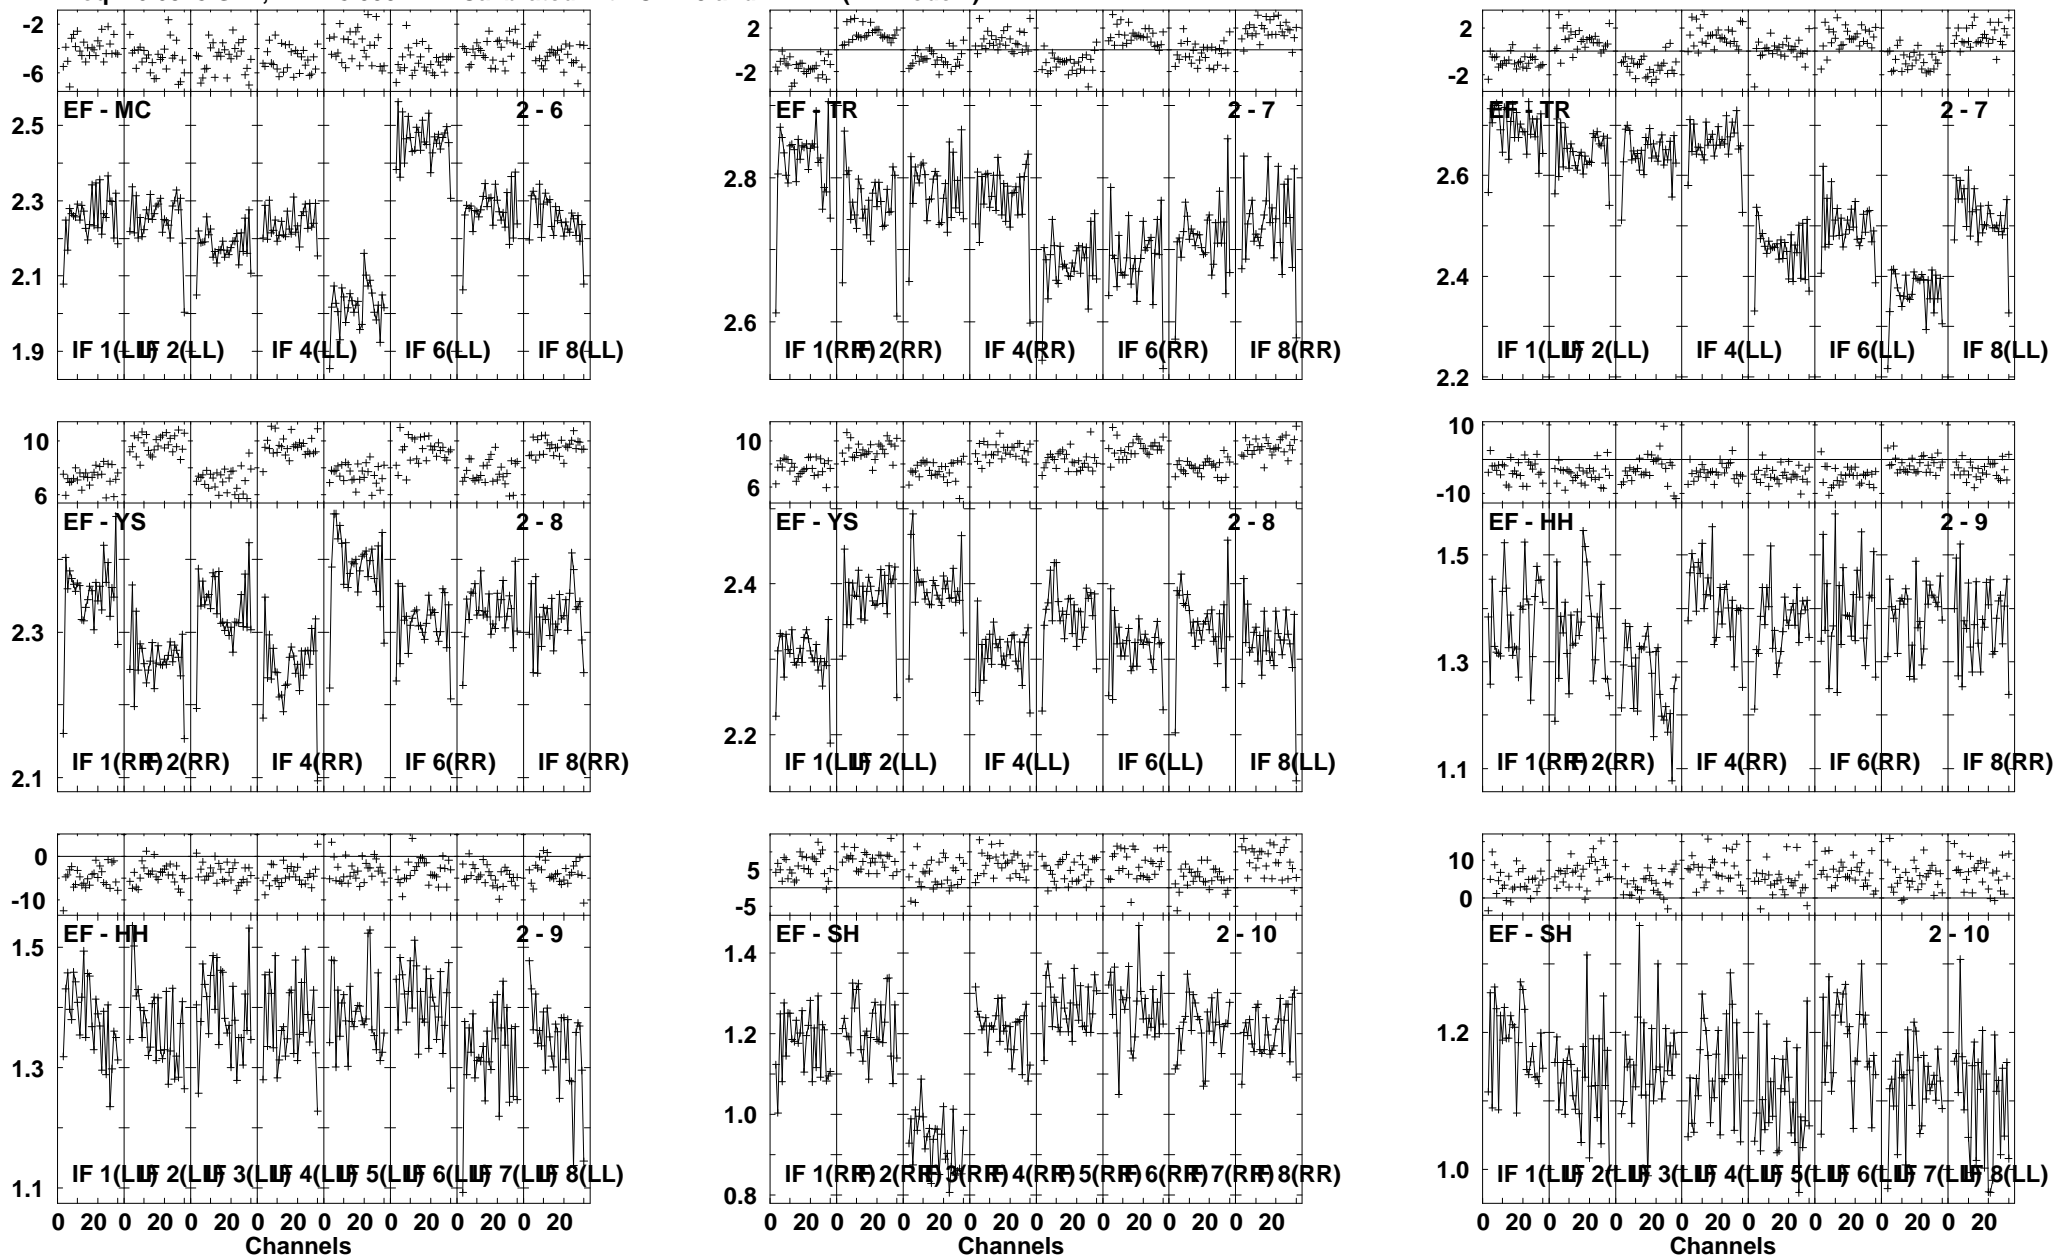 -2
-6
EF - MC
2 - 6
2.5
2.3
2.1
1.9
IF 1(LL) IF 2(LL) IF 4(LL) IF 6(LL) IF 8(LL)
2
-2
EF - TR
2 - 7
2.8
2.6
IF 1(RR) IF 2(RR) IF 4(RR) IF 6(RR) IF 8(RR)
2
-2
EF - TR
2 - 7
2.6
2.4
2.2
IF 1(LL) IF 2(LL) IF 4(LL) IF 6(LL) IF 8(LL)
10
6
EF - YS
2 - 8
2.3
2.1
IF 1(RR) IF 2(RR) IF 4(RR) IF 6(RR) IF 8(RR)
10
6
EF - YS
2 - 8
2.4
2.2
IF 1(LL) IF 2(LL) IF 4(LL) IF 6(LL) IF 8(LL)
10
-10
EF - HH
2 - 9
1.5
1.3
1.1
IF 1(RR) IF 2(RR) IF 4(RR) IF 6(RR) IF 8(RR)
0
-10
EF - HH
2 - 9
1.5
1.3
1.1
IF 1(LL) IF 2(LL) IF 3(LL) IF 4(LL) IF 5(LL) IF 6(LL) IF 7(LL) IF 8(LL)
0 20 0 20 0 20 0 20 0 20 0 20 0 20 0 20
Channels
5
-5
EF - SH
2 - 10
1.4
1.2
1.0
0.8
IF 1(RR) IF 2(RR) IF 3(RR) IF 4(RR) IF 5(RR) IF 6(RR) IF 7(RR) IF 8(RR)
0 20 0 20 0 20 0 20 0 20 0 20 0 20 0 20
Channels
10
0
EF - SH
2 - 10
1.2
1.0
IF 1(LL) IF 2(LL) IF 3(LL) IF 4(LL) IF 5(LL) IF 6(LL) IF 7(LL) IF 8(LL)
0 20 0 20 0 20 0 20 0 20 0 20 0 20 0 20
Channels